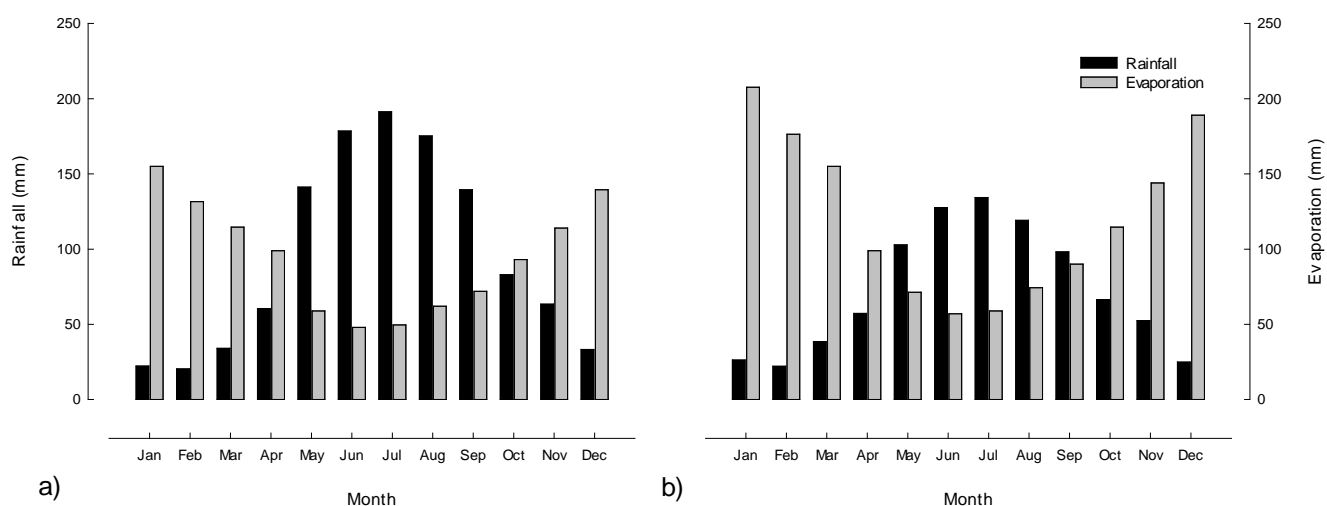 250
200
150
100
50
0
Rainfall (mm)
Jan Feb Mar Apr May Jun Jul Aug Sep Oct Nov Dec
Month
a)
Rainfall
Evaporation
250
200
150
100
50
0
Evaporation (mm)
Jan Feb Mar Apr May Jun Jul Aug Sep Oct Nov Dec
Month
b)